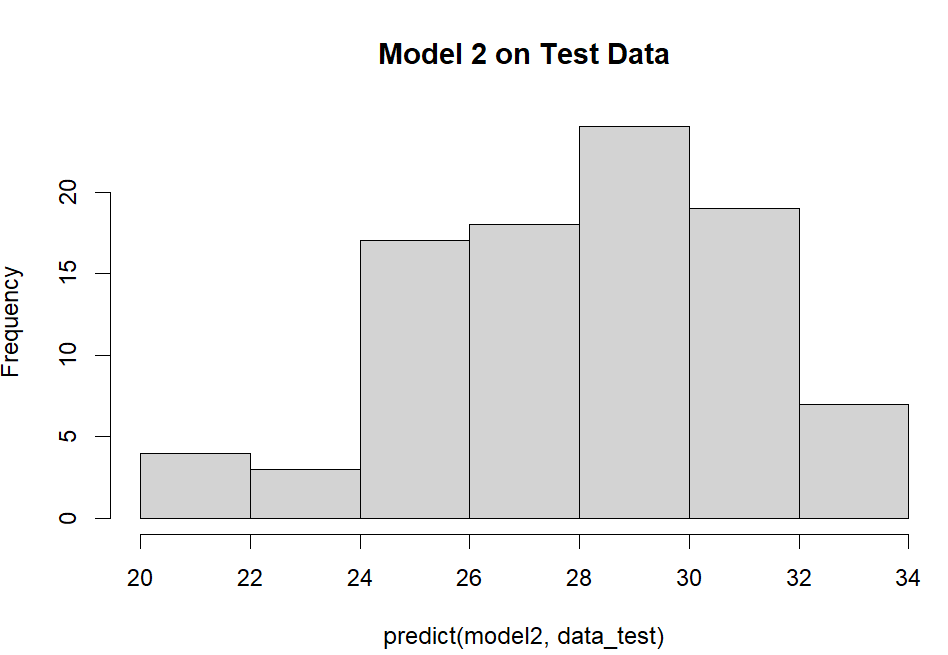 Model 2 on Test Data
Frequency
20
15
10
5
0
20 22 24 26 28 30 32 34
predict(model2, data_test)